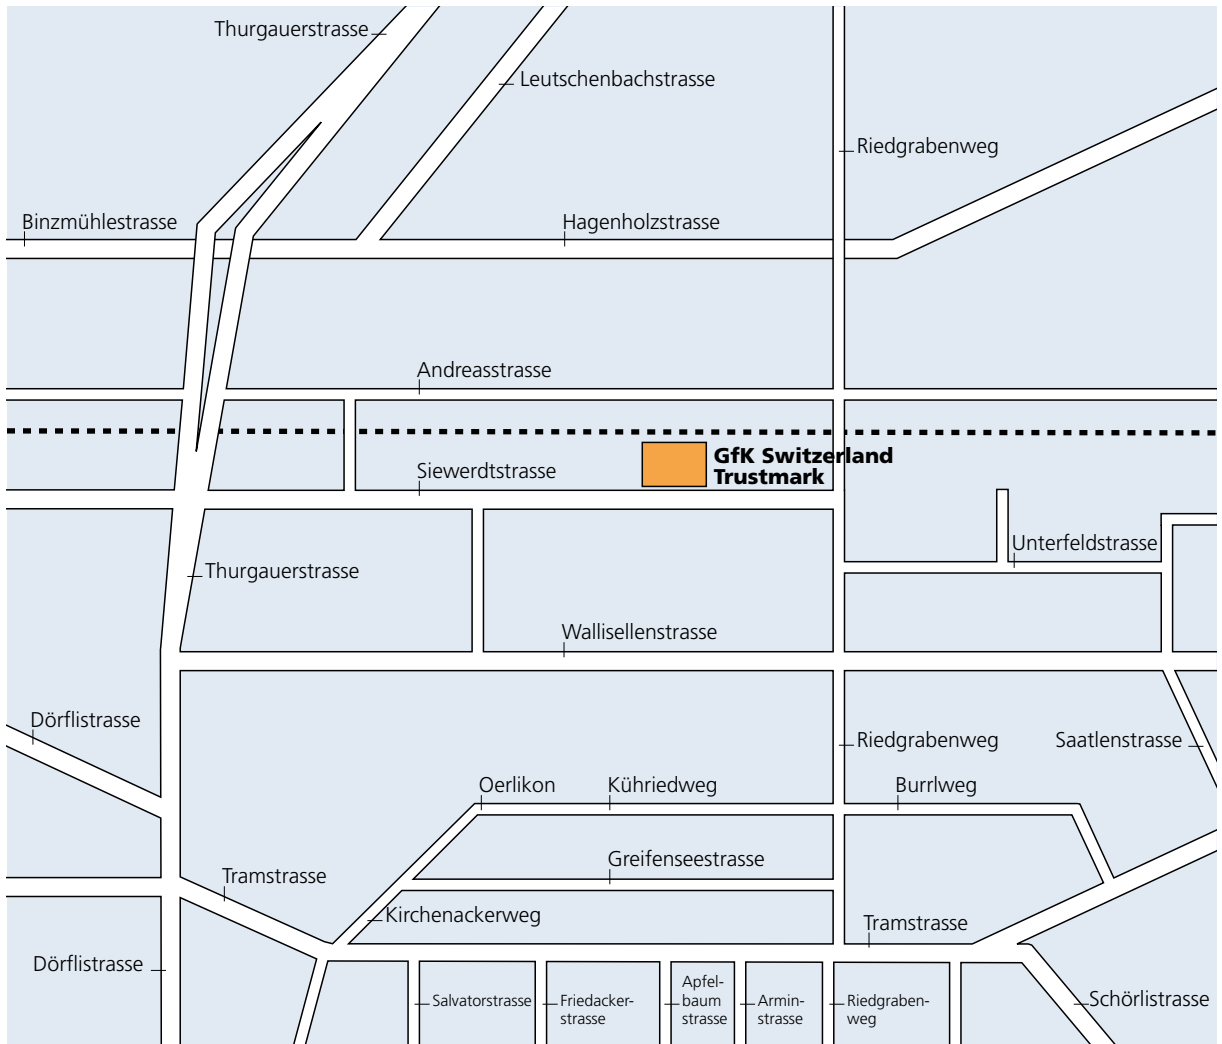 Thurgauerstrasse
Leutschenbachstrasse
Riedgrabenweg
Binzmühlestrasse
Hagenholzstrasse
Andreasstrasse
GfK Switzerland
Trustmark
Siewerdtstrasse
Unterfeldstrasse
Thurgauerstrasse
Wallisellenstrasse
Dörflistrasse
Riedgrabenweg
Saatlenstrasse
Oerlikon
Kühriedweg
Burrlweg
Greifenseestrasse
Tramstrasse
Kirchenackerweg
Tramstrasse
Dörflistrasse
Salvatorstrasse
Friedacker-
strasse
Apfel-
baum
strasse
Armin-
strasse
Riedgraben-
weg
Schörlistrasse